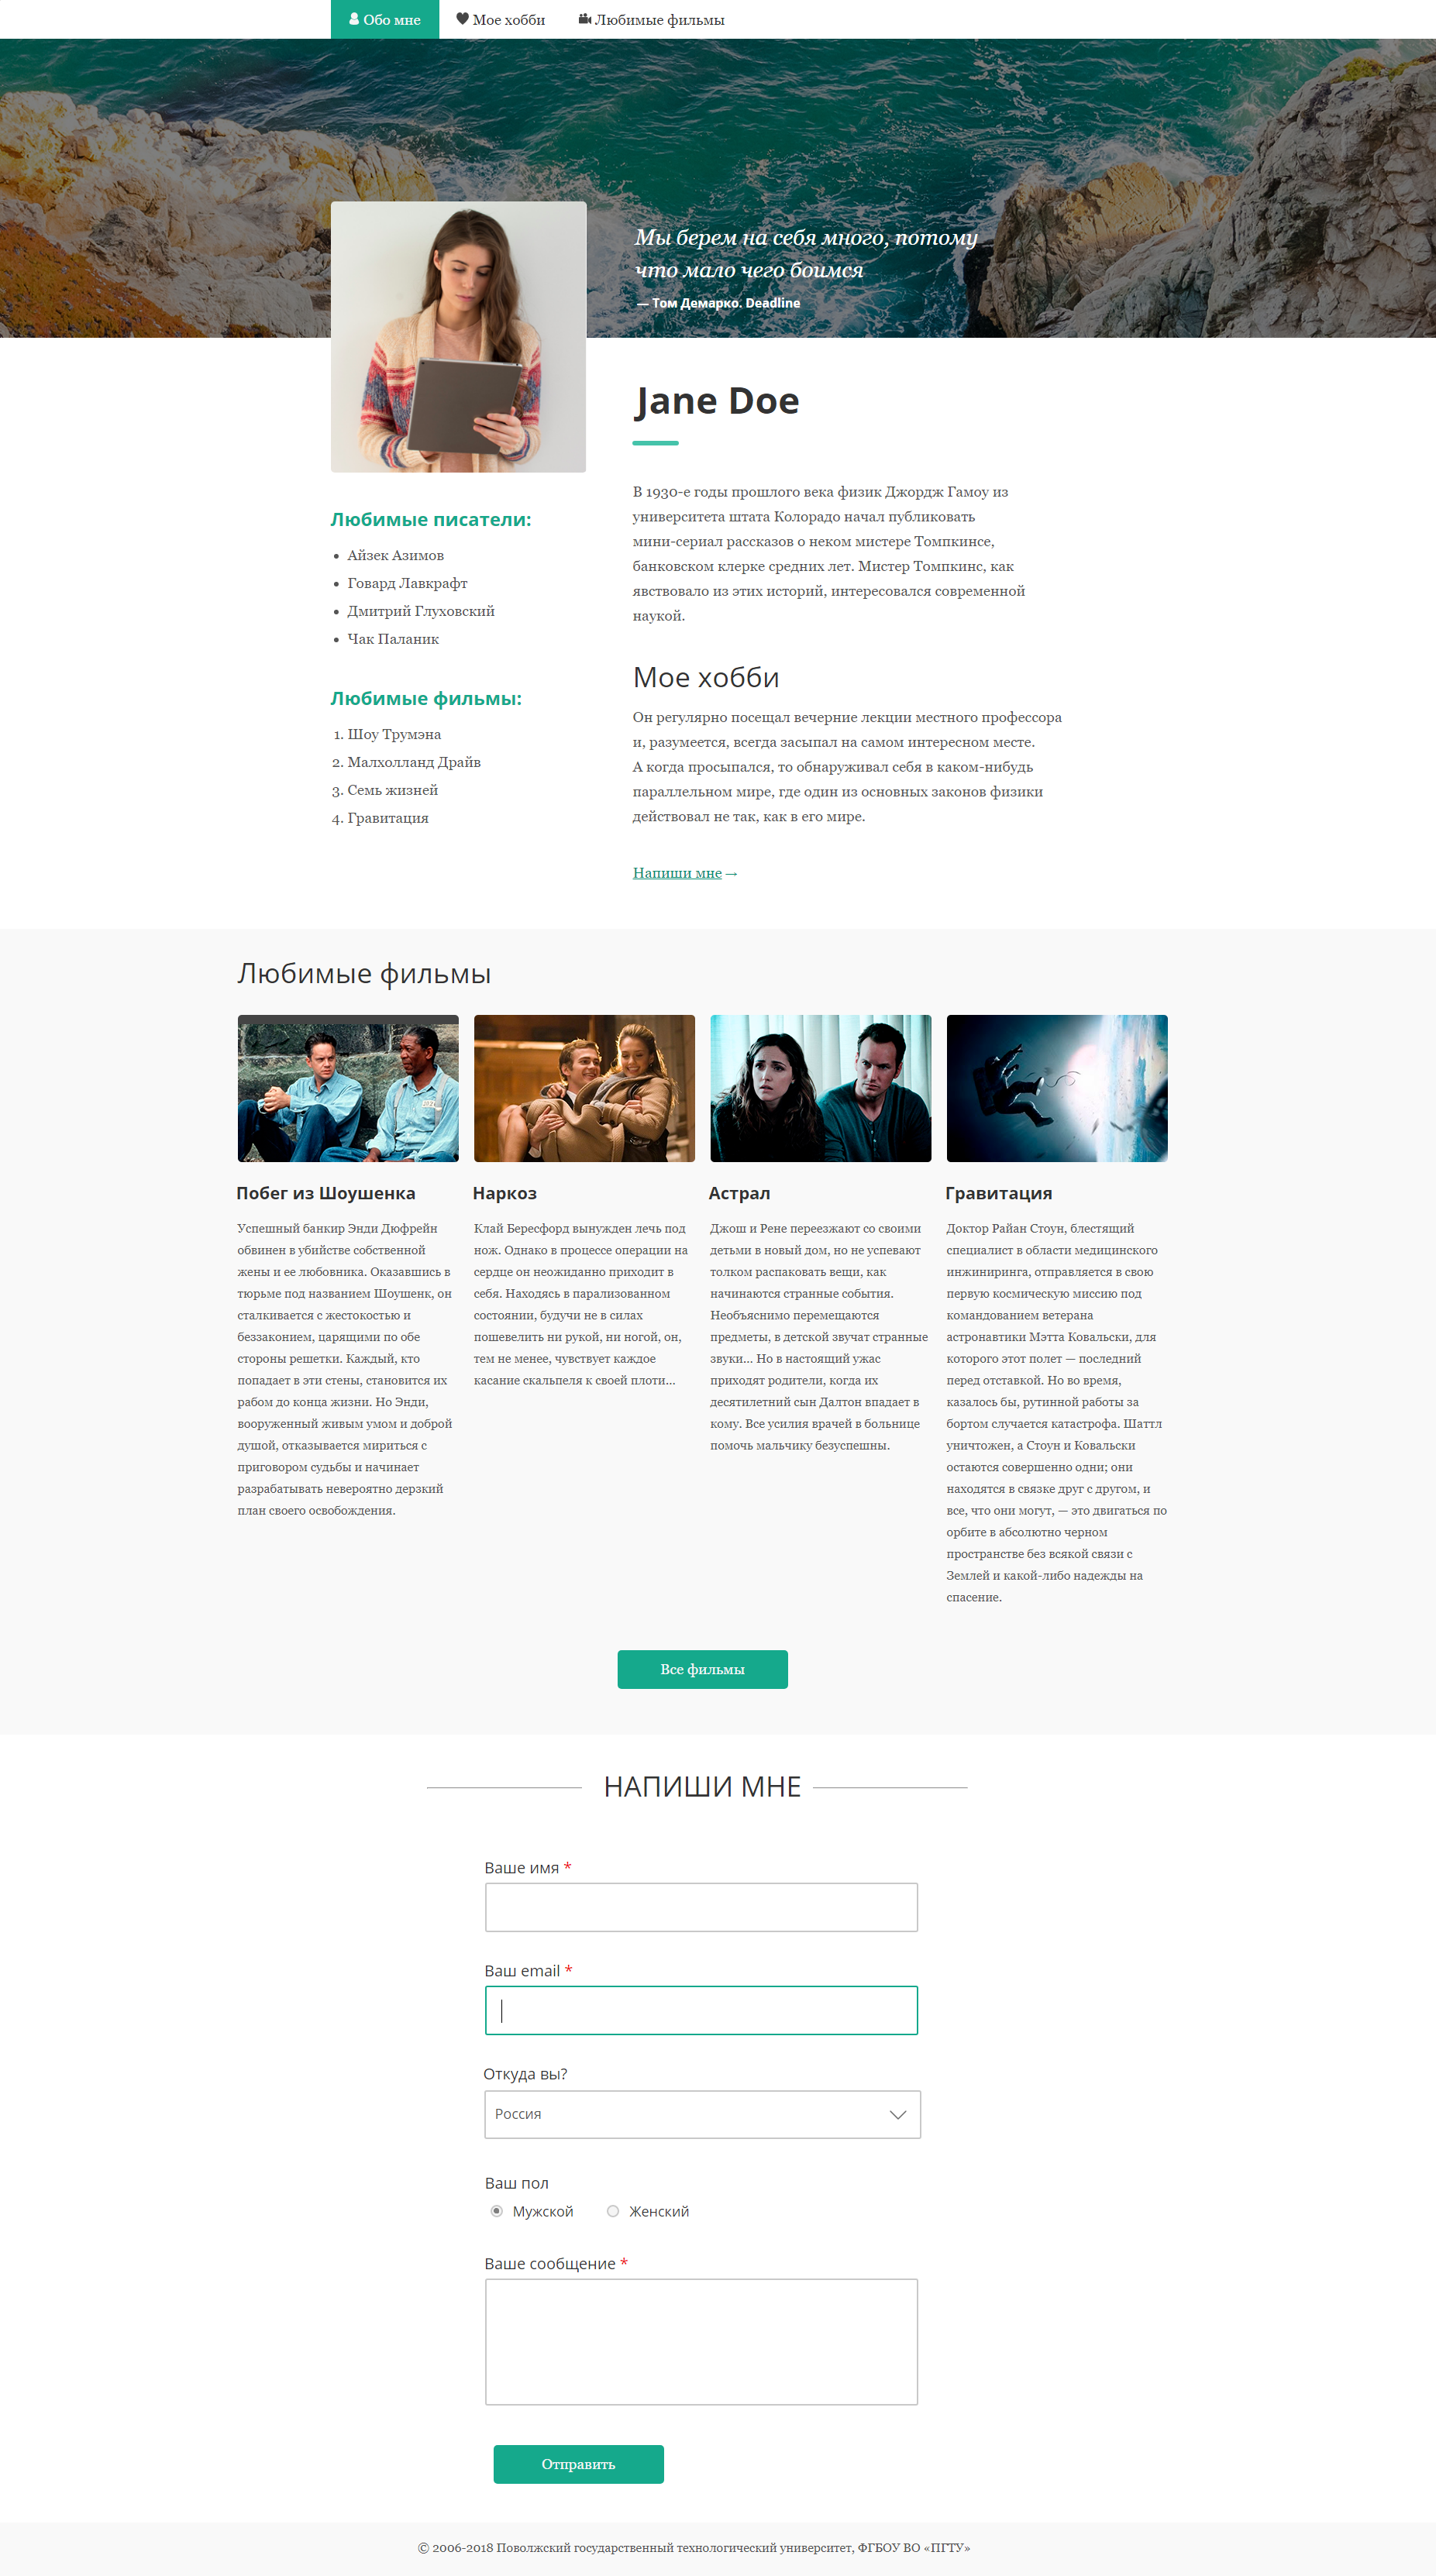 Обо мне
Мое хобби
Любимые фильмы
Мы берем на себя много, потому
что мало чего боимся
— Том Демарко. Deadline
Jane Doe
В 1930-е годы прошлого века физик Джордж Гамоу из
университета штата Колорадо начал публиковать
мини-сериал рассказов о неком мистере Томпкинсе,
банковском клерке средних лет. Мистер Томпкинс, как
явствовало из этих историй, интересовался современной
наукой.
Любимые писатели:
• Айзек Азимов
• Говард Лавкрафт
• Дмитрий Глуховский
• Чак Паланик
Любимые фильмы:
1. Шоу Трумэна
2. Малхолланд Драйв
3. Семь жизней
4. Гравитация
Мое хобби
Он регулярно посещал вечерние лекции местного профессора
и, разумеется, всегда засыпал на самом интересном месте.
А когда просыпался, то обнаруживал себя в каком-нибудь
параллельном мире, где один из основных законов физики
действовал не так, как в его мире.
Напиши мне →
Любимые фильмы
Побег из Шоушенка
Успешный банкир Энди Дюфрейн
обвинен в убийстве собственной
жены и ее любовника. Оказавшись в
тюрьме под названием Шоушенк, он
сталкивается с жестокостью и
беззаконием, царящими по обе
стороны решетки. Каждый, кто
попадает в эти стены, становится их
рабом до конца жизни. Но Энди,
вооруженный живым умом и доброй
душой, отказывается мириться с
приговором судьбы и начинает
разрабатывать невероятно дерзкий
план своего освобождения.
Наркоз
Клай Бересфорд вынужден лечь под
нож. Однако в процессе операции на
сердце он неожиданно приходит в
себя. Находясь в парализованном
состоянии, будучи не в силах
пошевелить ни рукой, ни ногой, он,
тем не менее, чувствует каждое
касание скальпеля к своей плоти...
Астрал
Джош и Рене переезжают со своими
детьми в новый дом, но не успевают
толком распаковать вещи, как
начинаются странные события.
Необъяснимо перемещаются
предметы, в детской звучат странные
звуки... Но в настоящий ужас
приходят родители, когда их
десятилетний сын Далтон впадает в
кому. Все усилия врачей в больнице
помочь мальчику безуспешны.
Гравитация
Доктор Райан Стоун, блестящий
специалист в области медицинского
инжиниринга, отправляется в свою
первую космическую миссию под
командованием ветерана
астронавтики Мэтта Ковальски, для
которого этот полет — последний
перед отставкой. Но во время,
казалось бы, рутинной работы за
бортом случается катастрофа. Шаттл
уничтожен, а Стоун и Ковальски
остаются совершенно одни; они
находятся в связке друг с другом, и
все, что они могут, — это двигаться по
орбите в абсолютно черном
пространстве без всякой связи с
Землей и какой-либо надежды на
спасение.
Все фильмы
НАПИШИ МНЕ
Ваше имя *
Ваш email *
Откуда вы?
Россия
Ваш пол
Мужской
Женский
Ваше сообщение *
Отправить
© 2006-2018 Поволжский государственный технологический университет, ФГБОУ ВО «ПГТУ»